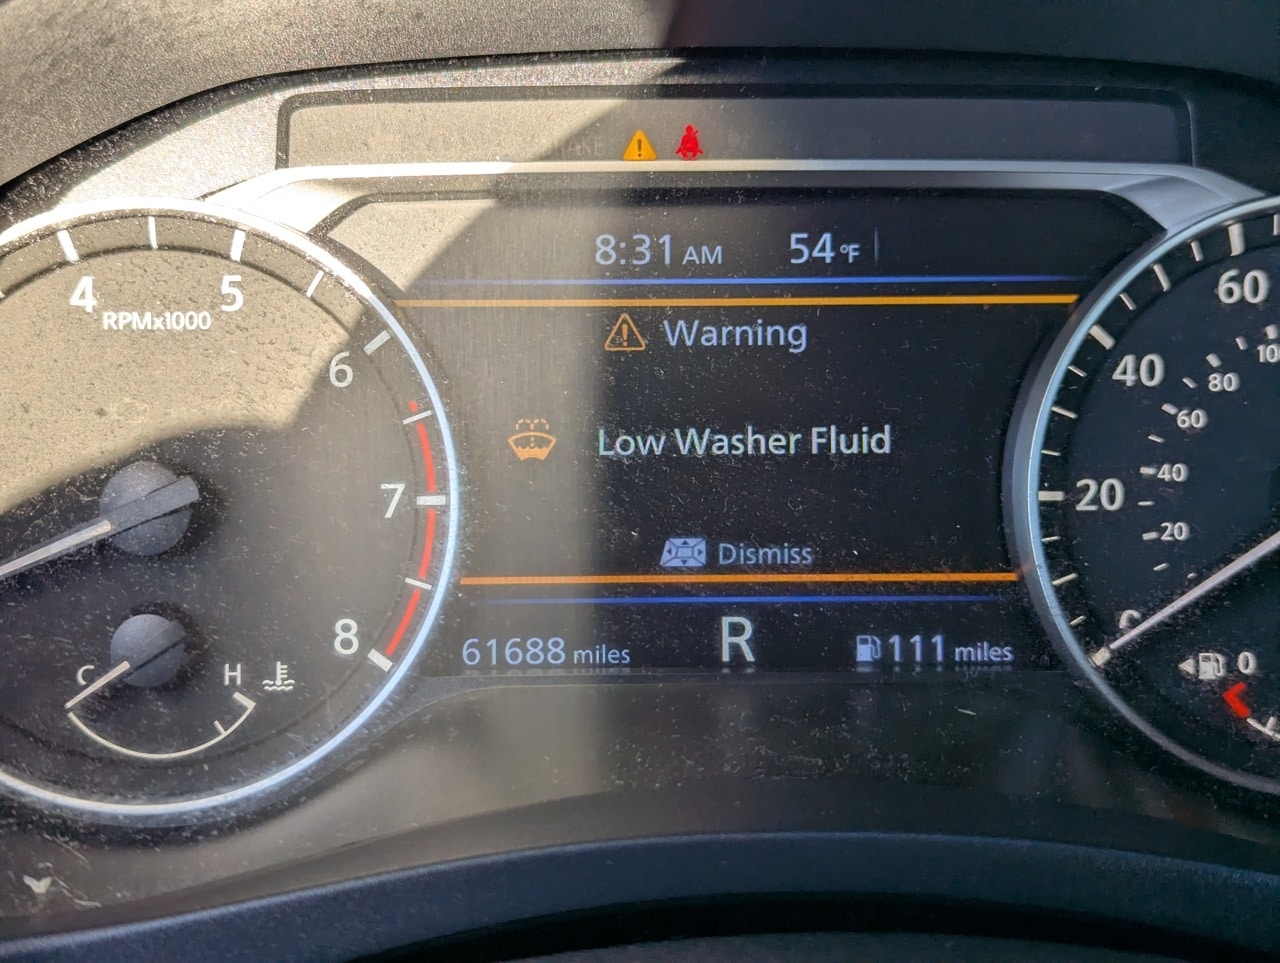 8:31 AM 54°F
Warning
Low Washer Fluid
Dismiss
61688 miles R 111 miles
4 5 6 7 8
RPMx1000
C H
20 40 60
20 40 60 80
0